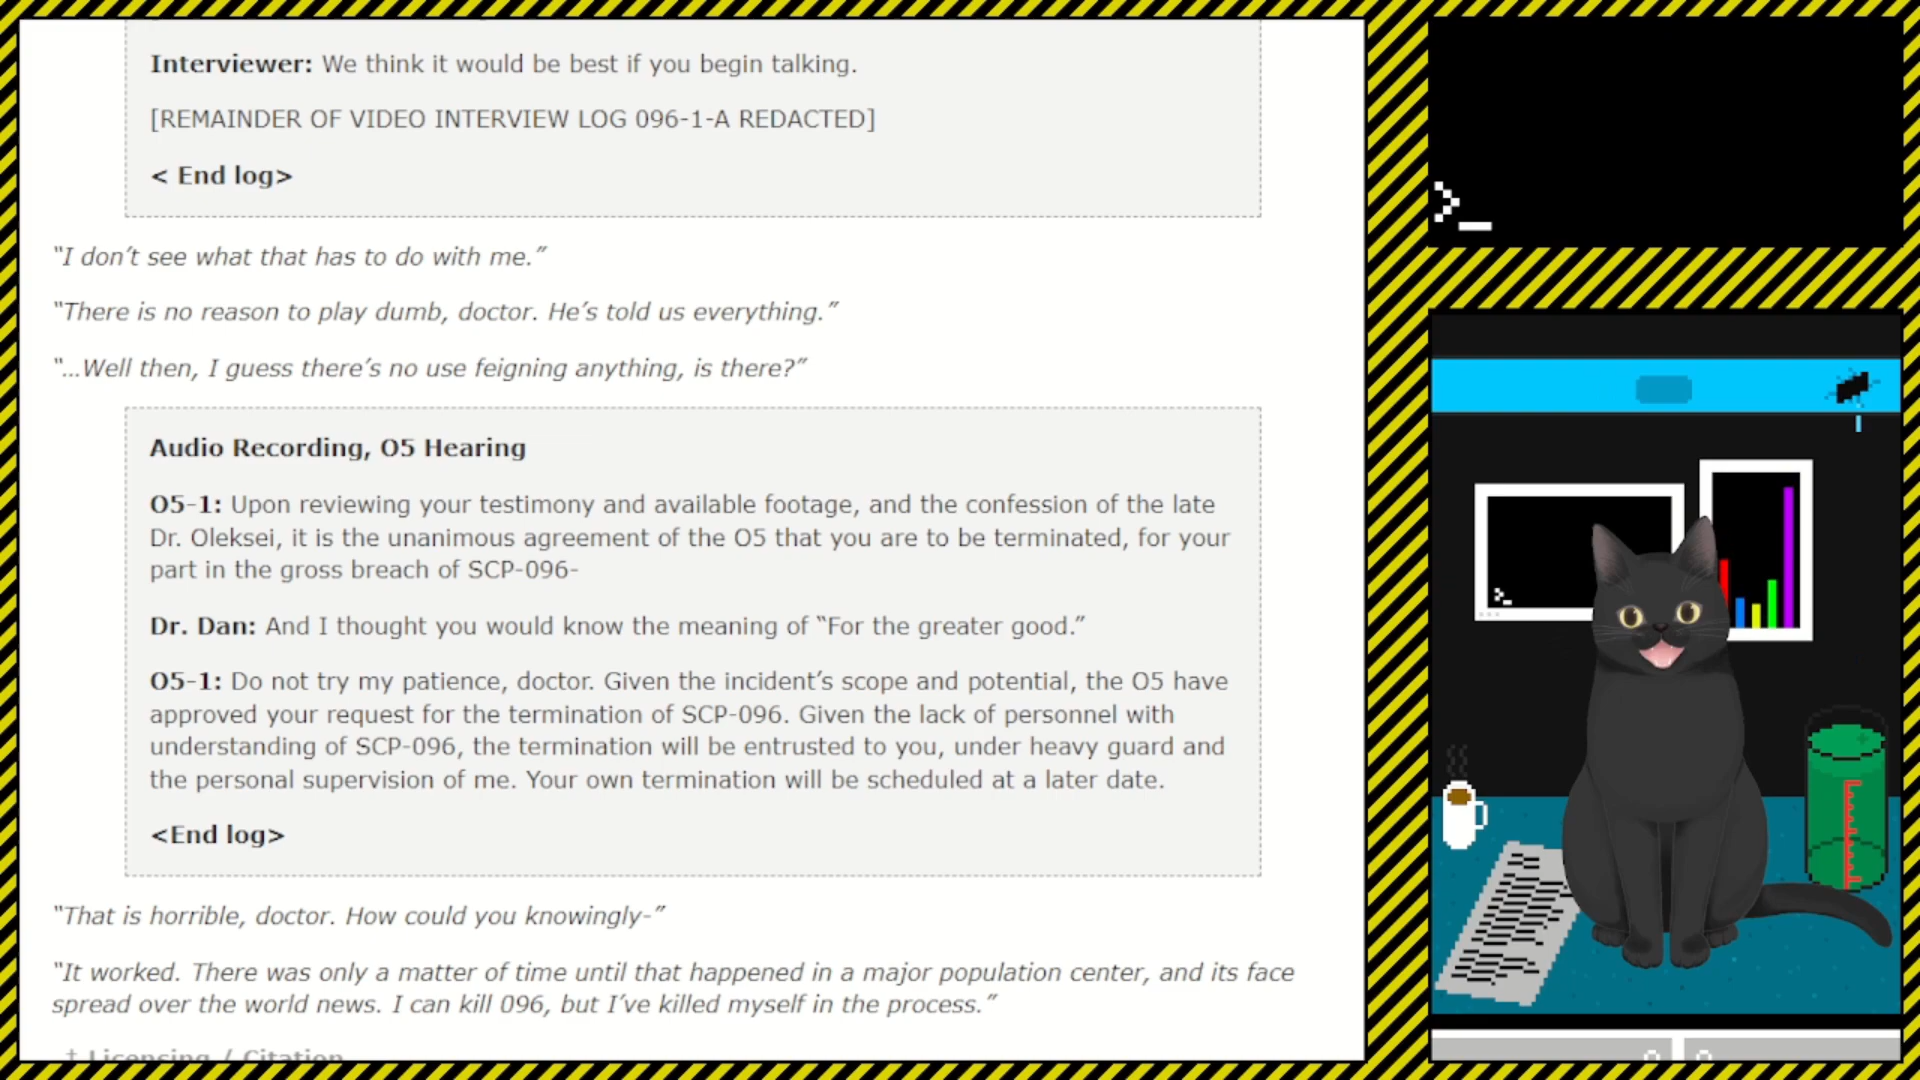 Interviewer: We think it would be best if you begin talking.
[REMAINDER OF VIDEO INTERVIEW LOG 096-1-A REDACTED]
< End log>
“I don’t see what that has to do with me.”
“There is no reason to play dumb, doctor. He’s told us everything.”
“…Well then, I guess there’s no use feigning anything, is there?”
Audio Recording, O5 Hearing
O5-1: Upon reviewing your testimony and available footage, and the confession of the late
Dr. Oleksei, it is the unanimous agreement of the O5 that you are to be terminated, for your
part in the gross breach of SCP-096-
Dr. Dan: And I thought you would know the meaning of “For the greater good.”
O5-1: Do not try my patience, doctor. Given the incident’s scope and potential, the O5 have
approved your request for the termination of SCP-096. Given the lack of personnel with
understanding of SCP-096, the termination will be entrusted to you, under heavy guard and
the personal supervision of me. Your own termination will be scheduled at a later date.
<End log>
“That is horrible, doctor. How could you knowingly-”
“It worked. There was only a matter of time until that happened in a major population center, and its face
spread over the world news. I can kill 096, but I’ve killed myself in the process.”
‡ Licensing / Citation
>_
>_